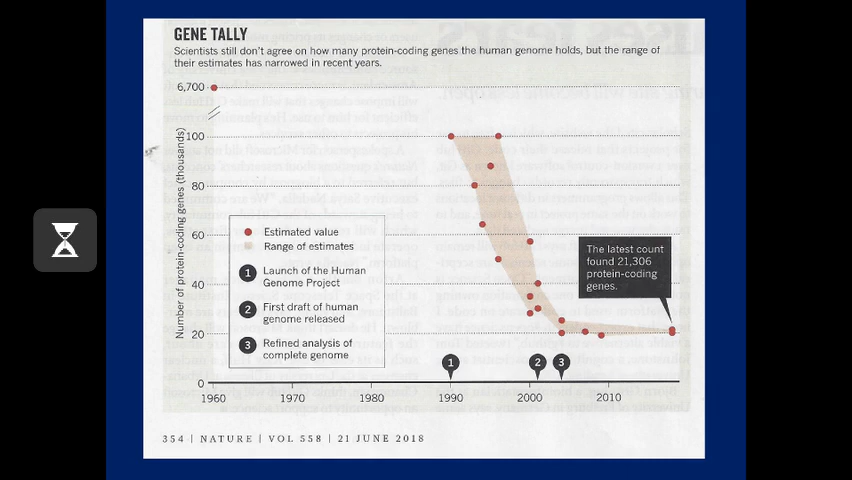 GENE TALLY
Scientists still don't agree on how many protein-coding genes the human genome holds, but the range of
their estimates has narrowed in recent years.
6,700
100
80
60
40
20
0
Number of protein-coding genes (thousands)
Estimated value
Range of estimates
1 Launch of the Human
Genome Project
2 First draft of human
genome released
3 Refined analysis of
complete genome
The latest count
found 21,306
protein-coding
genes.
1 2 3
1960 1970 1980 1990 2000 2010
354 | NATURE | VOL 558 | 21 JUNE 2018